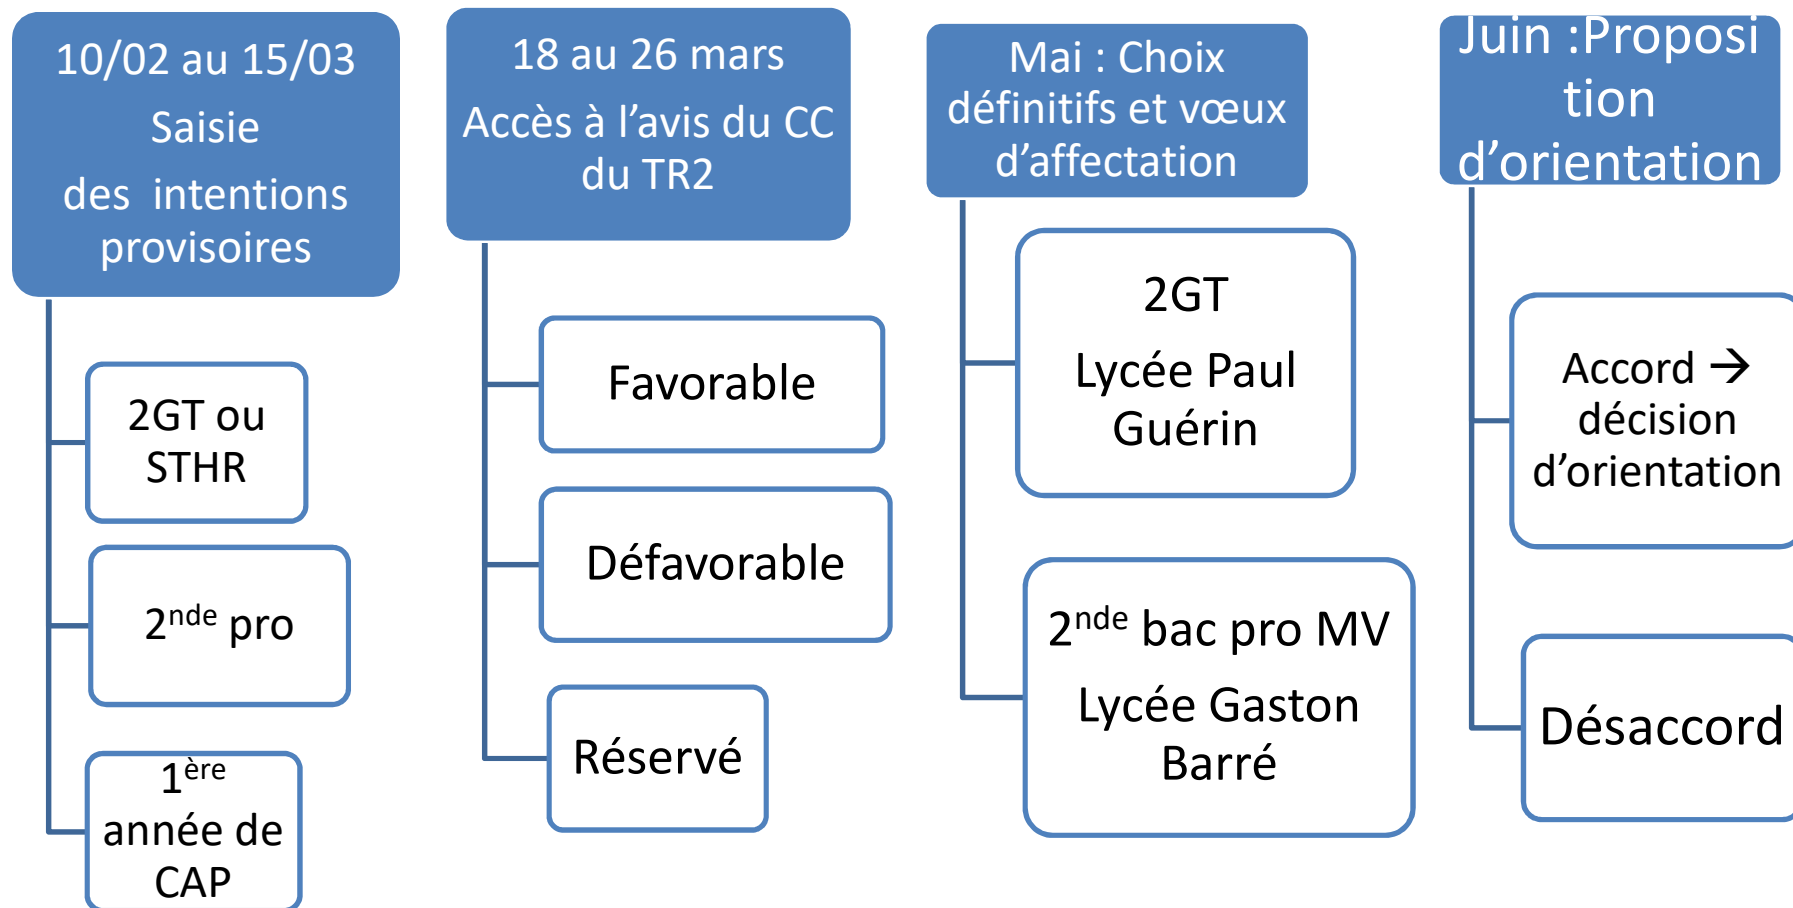 10/02 au 15/03
Saisie
des intentions
provisoires
2GT ou
STHR
2nde pro
1ère
année de
CAP
18 au 26 mars
Accès à l’avis du CC
du TR2
Favorable
Défavorable
Réservé
Mai : Choix
définitifs et vœux
d’affectation
2GT
Lycée Paul
Guérin
2nde bac pro MV
Lycée Gaston
Barré
Juin :Proposi
tion
d’orientation
Accord →
décision
d’orientation
Désaccord